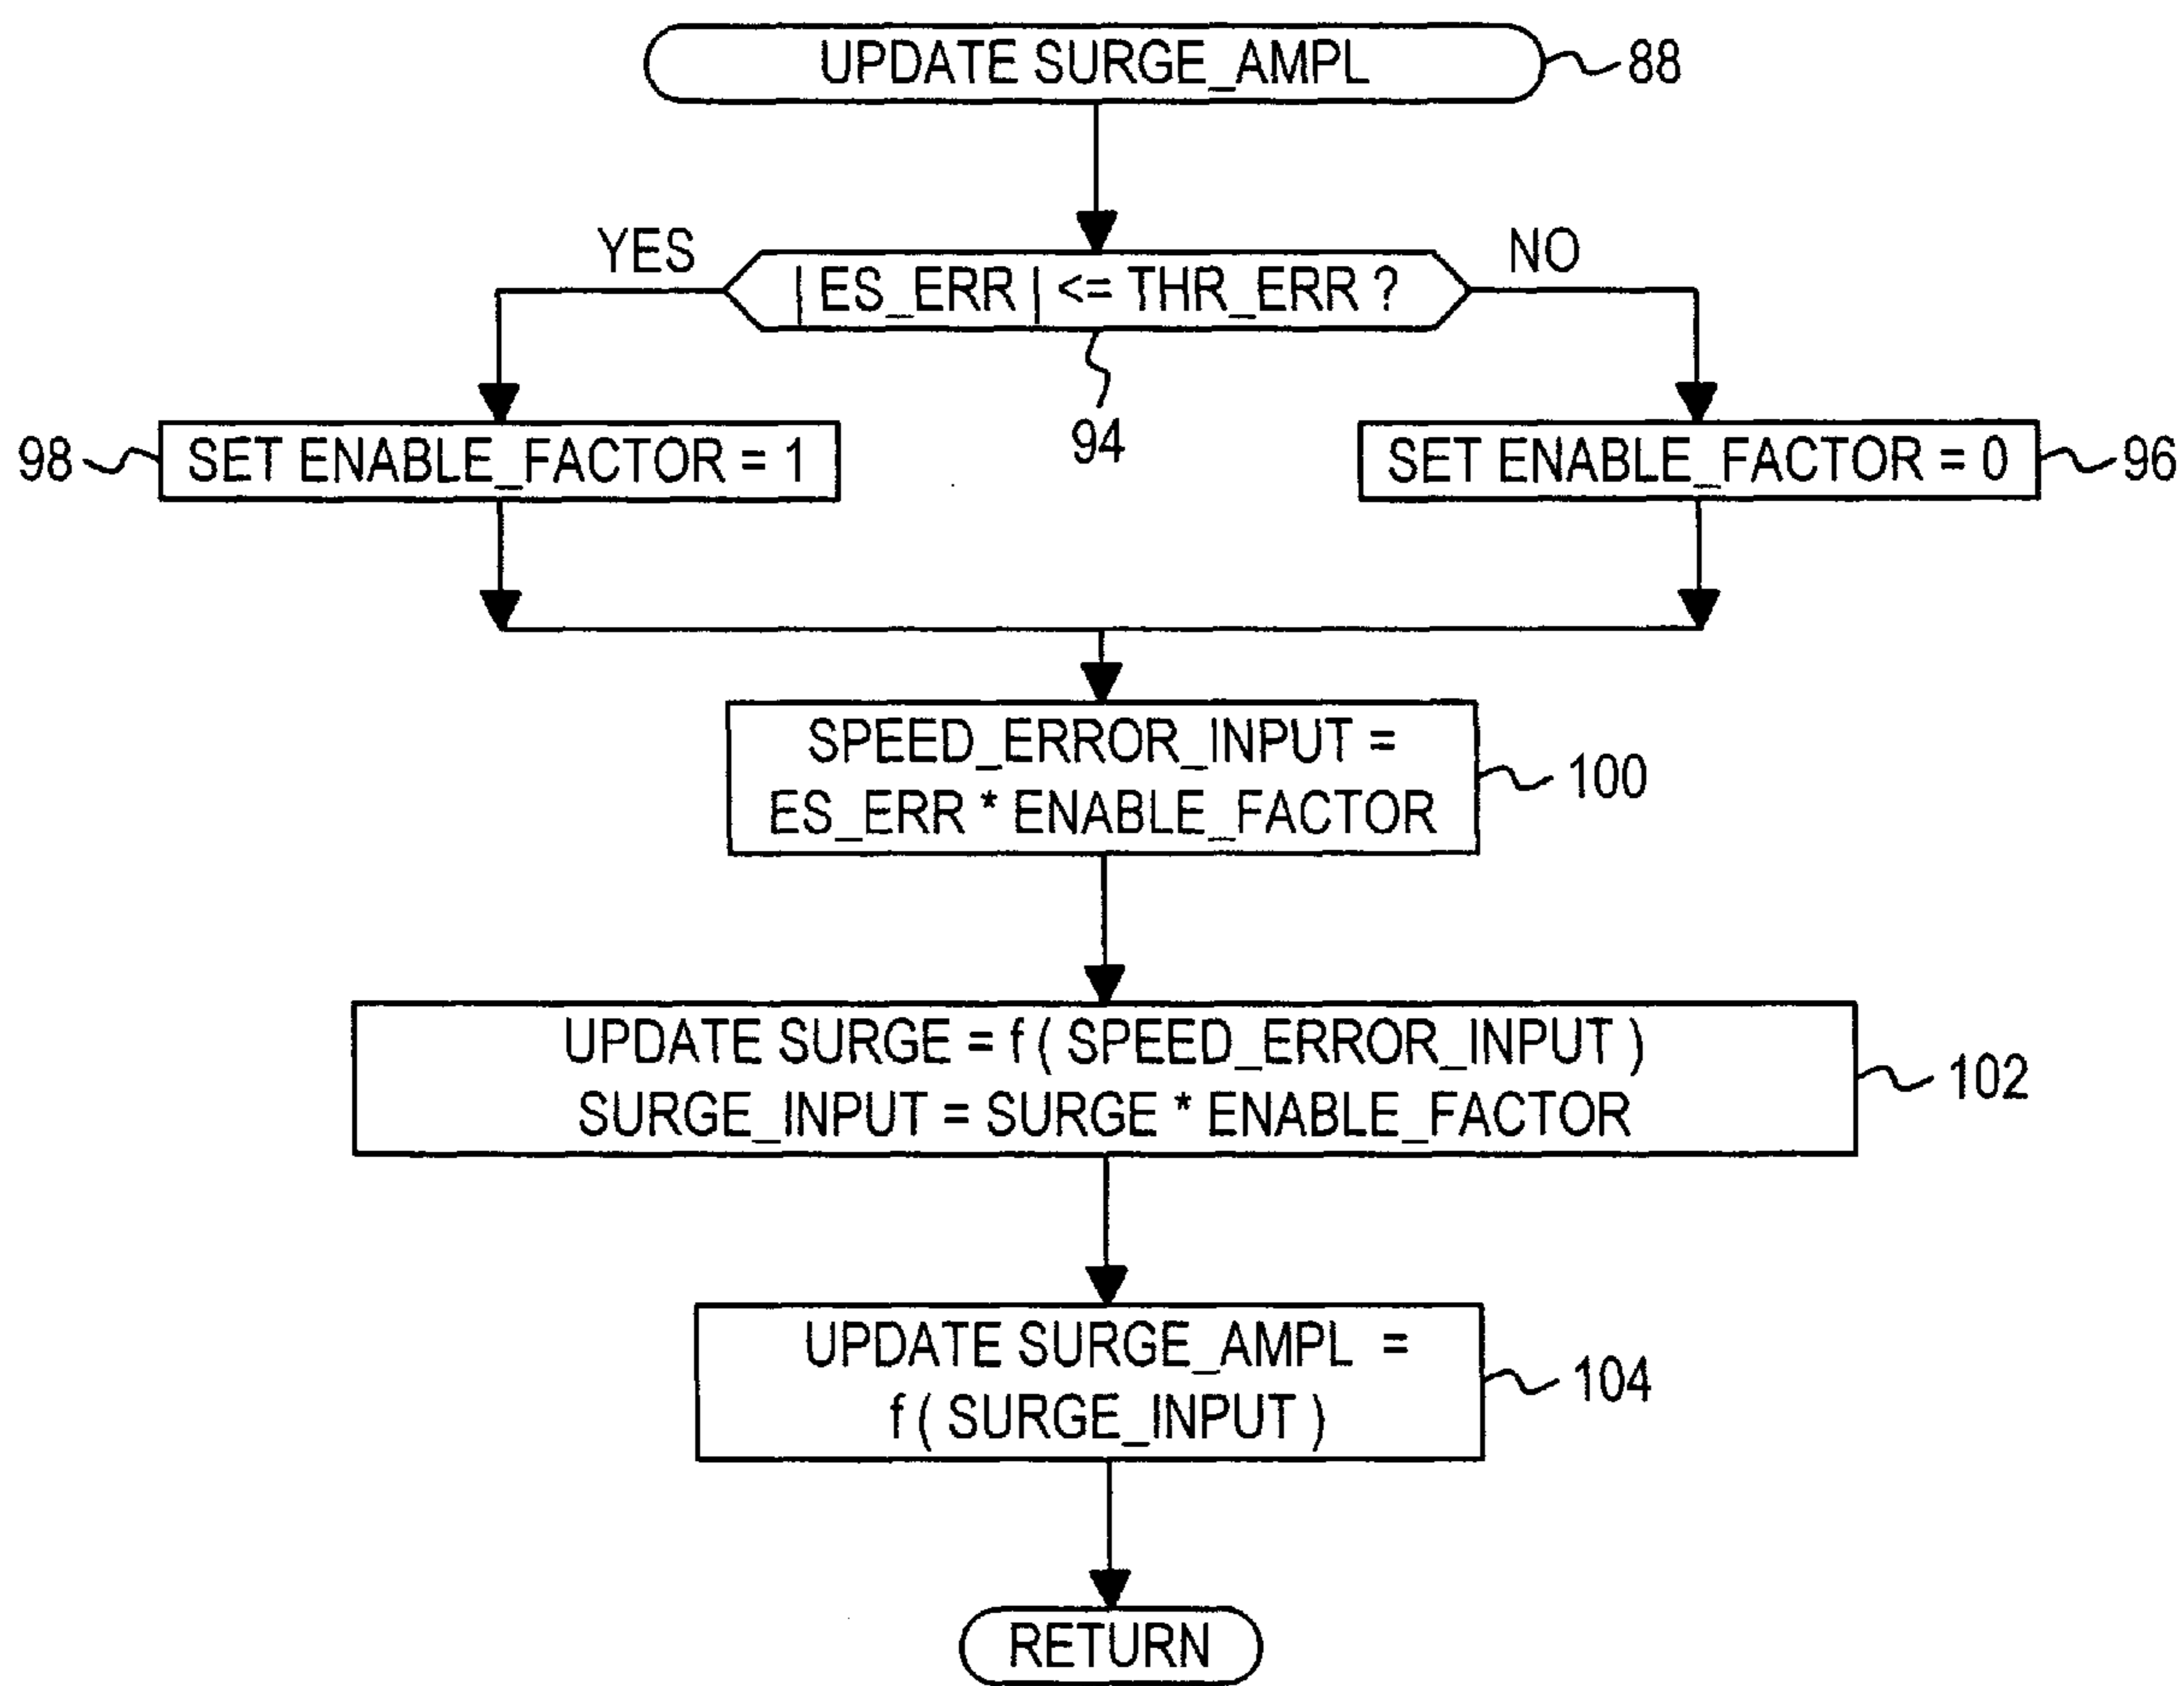 UPDATE SURGE_AMPL
88
YES
NO
| ES_ERR | <= THR_ERR ?
94
98
SET ENABLE_FACTOR = 1
SET ENABLE_FACTOR = 0
96
SPEED_ERROR_INPUT =
ES_ERR * ENABLE_FACTOR
100
UPDATE SURGE = f ( SPEED_ERROR_INPUT )
SURGE_INPUT = SURGE * ENABLE_FACTOR
102
UPDATE SURGE_AMPL =
f ( SURGE_INPUT )
104
RETURN